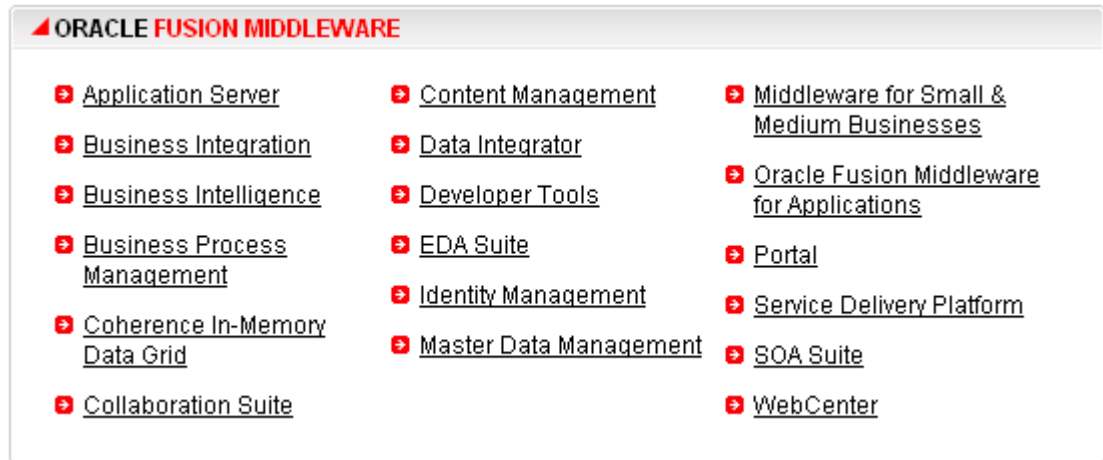 ORACLE FUSION MIDDLEWARE
Application Server
Business Integration
Business Intelligence
Business Process
Management
Coherence In-Memory
Data Grid
Collaboration Suite
Content Management
Data Integrator
Developer Tools
EDA Suite
Identity Management
Master Data Management
Middleware for Small &
Medium Businesses
Oracle Fusion Middleware
for Applications
Portal
Service Delivery Platform
SOA Suite
WebCenter